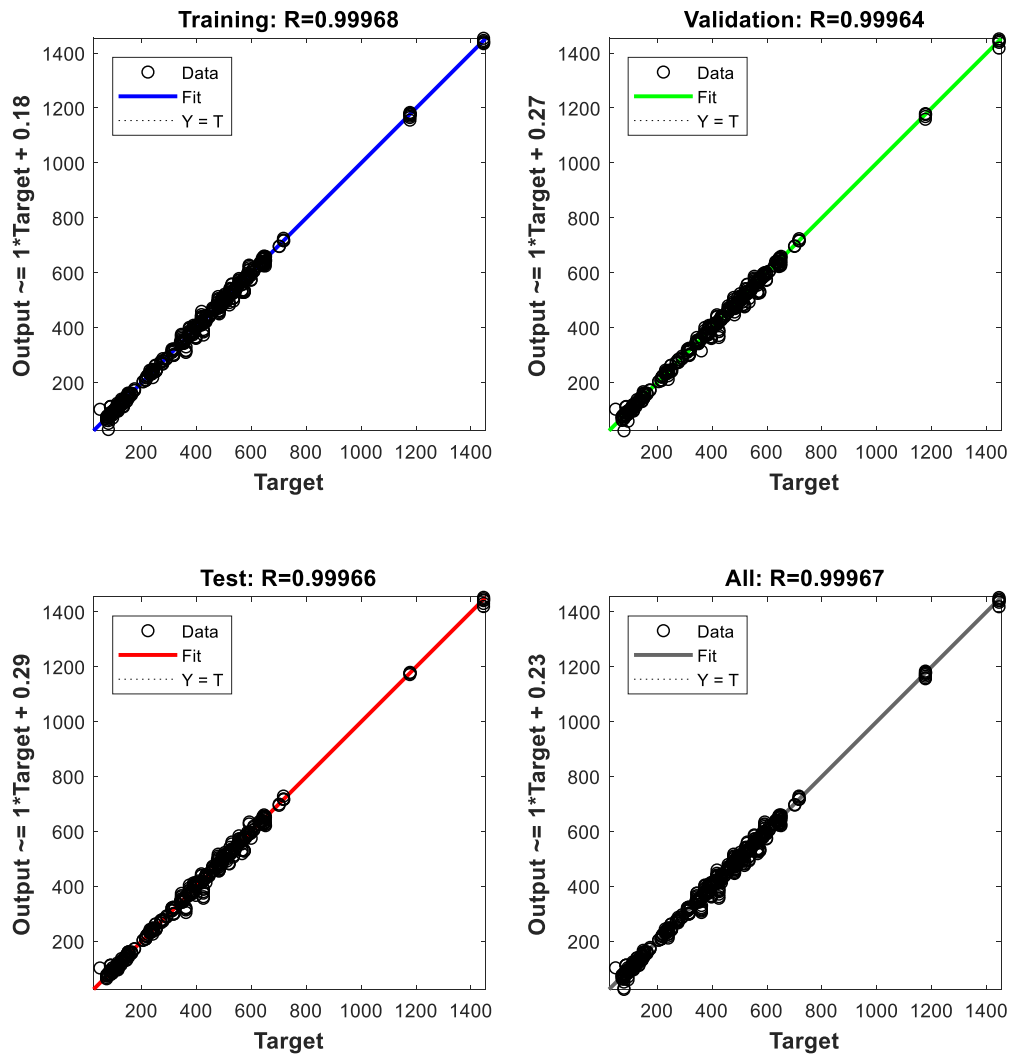 Training: R=0.99968
Output ~= 1*Target + 0.18
1400
1200
1000
800
600
400
200
Data
Fit
Y = T
200 400 600 800 1000 1200 1400
Target
Validation: R=0.99964
Output ~= 1*Target + 0.27
1400
1200
1000
800
600
400
200
Data
Fit
Y = T
200 400 600 800 1000 1200 1400
Target
Test: R=0.99966
Output ~= 1*Target + 0.29
1400
1200
1000
800
600
400
200
Data
Fit
Y = T
200 400 600 800 1000 1200 1400
Target
All: R=0.99967
Output ~= 1*Target + 0.23
1400
1200
1000
800
600
400
200
Data
Fit
Y = T
200 400 600 800 1000 1200 1400
Target